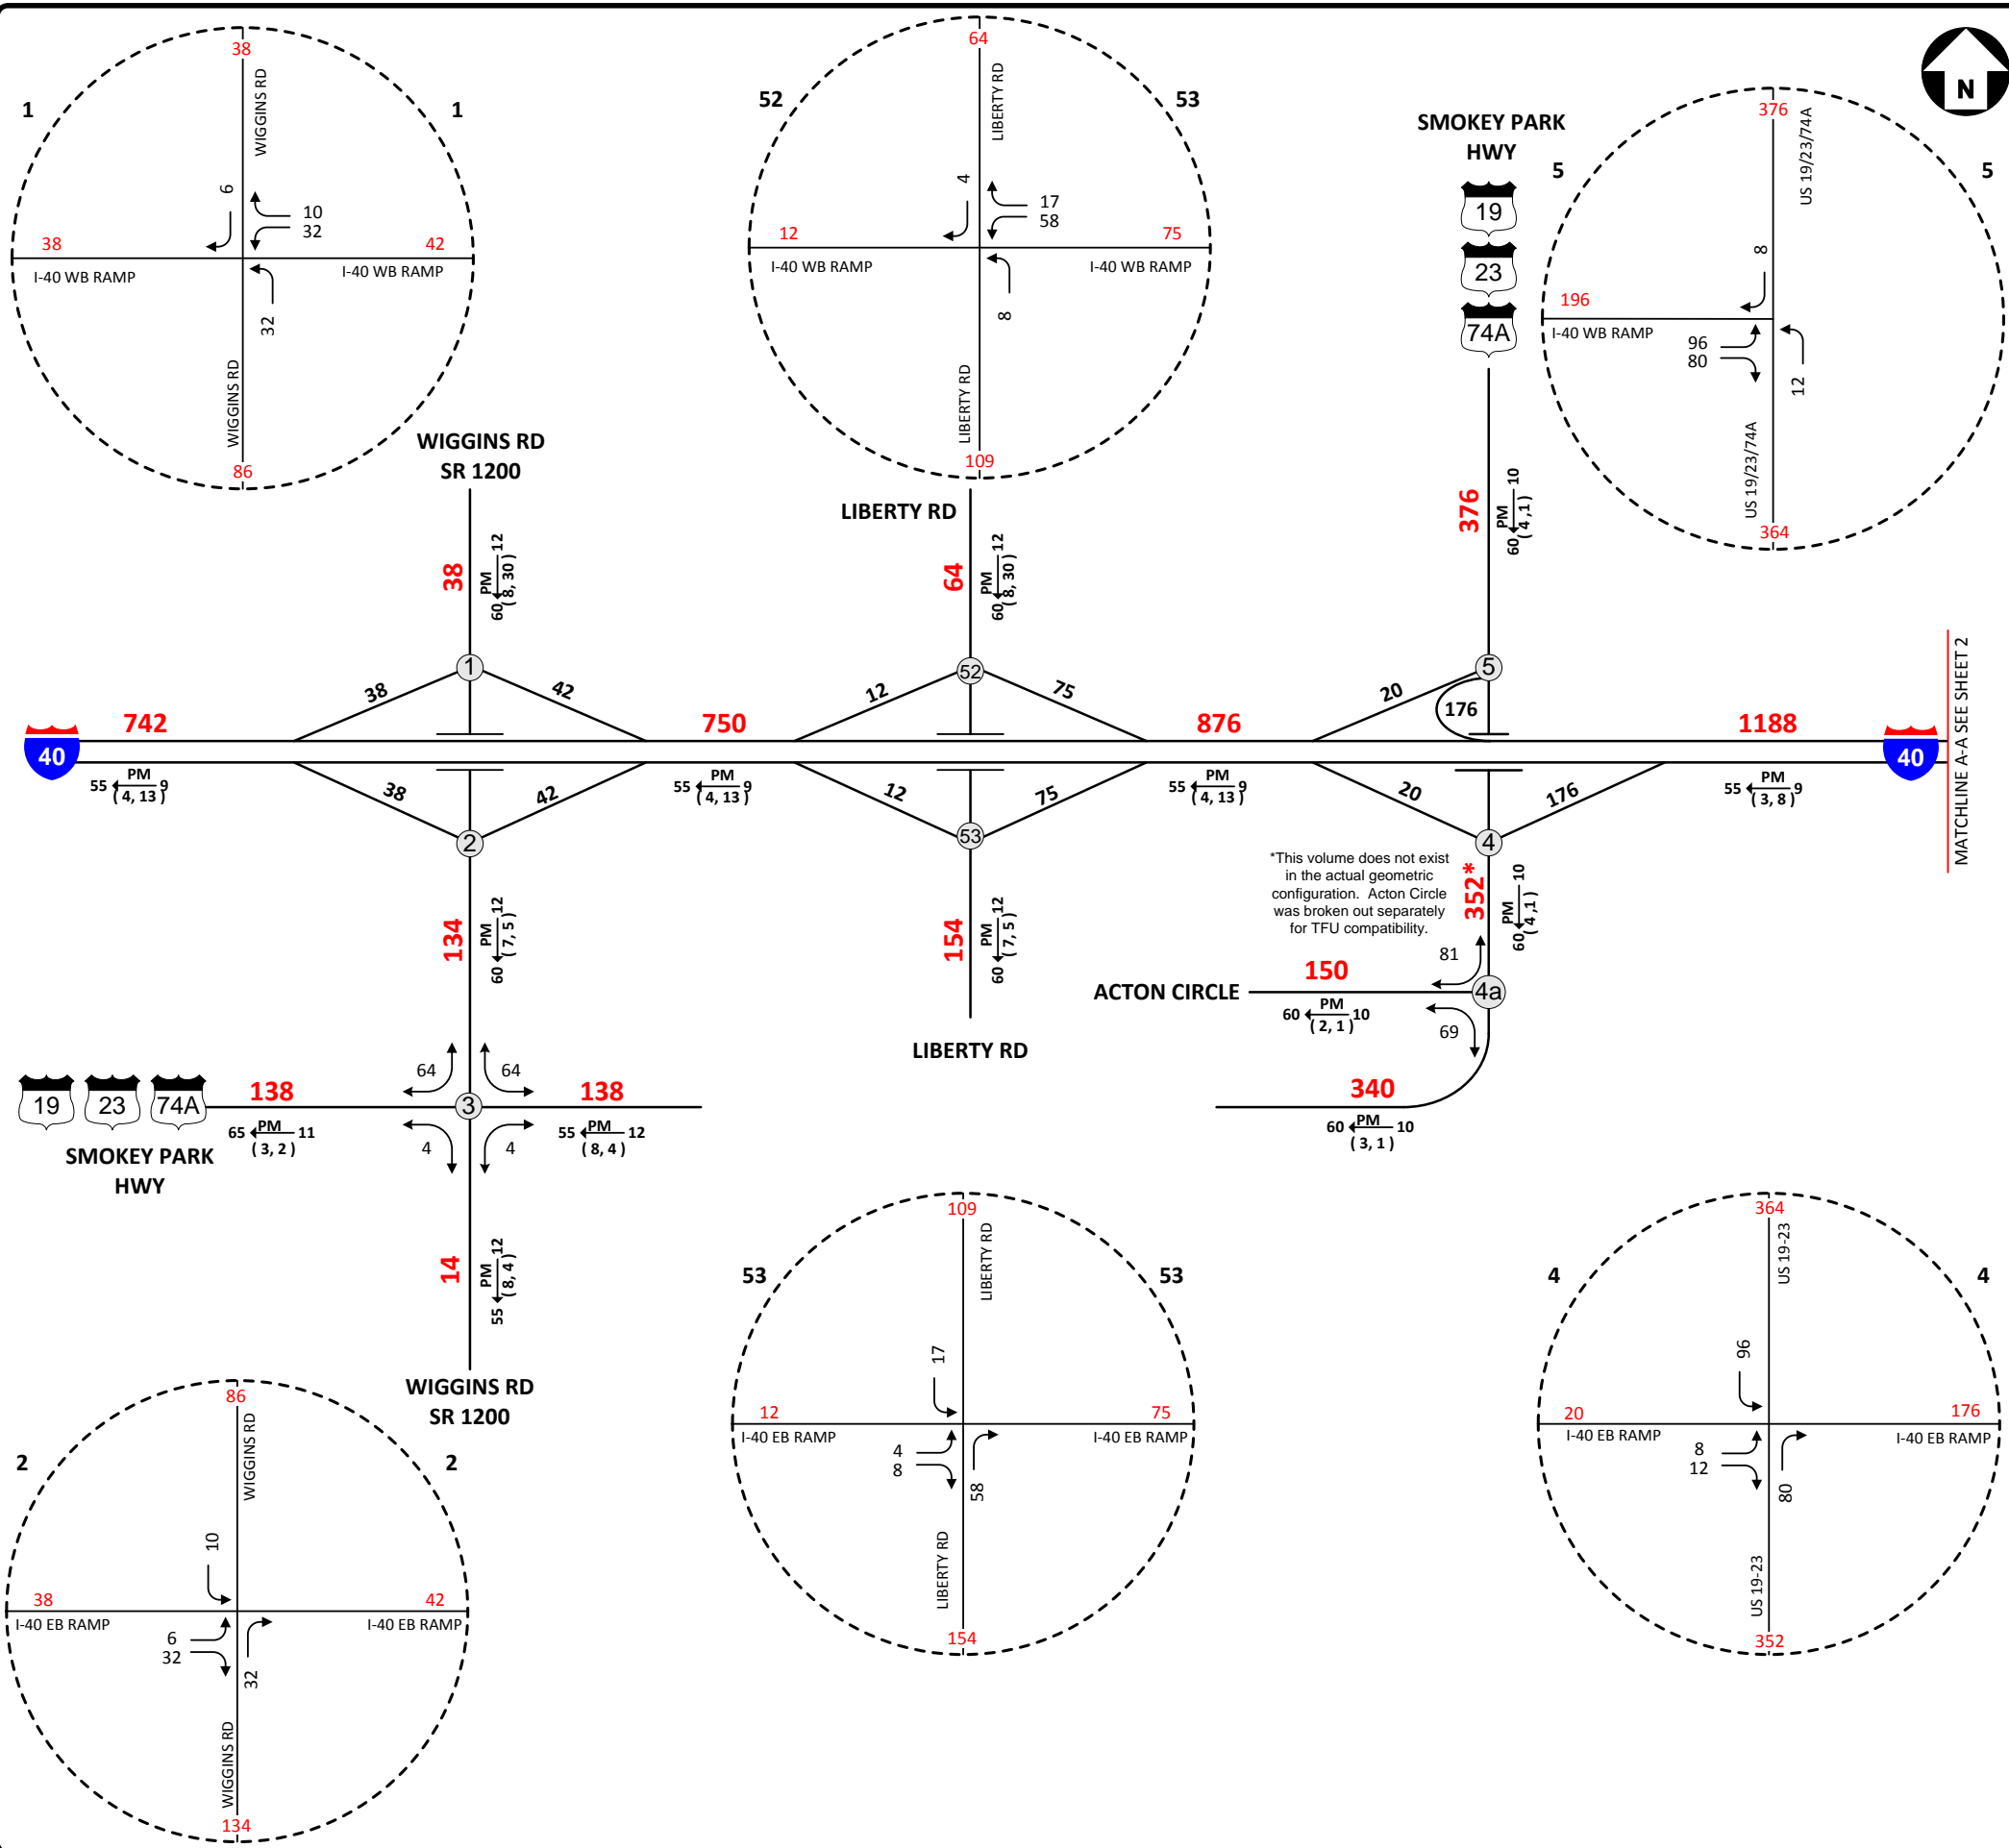 38
WIGGINS RD
1
1
6
10
32
38
42
I-40 WB RAMP
I-40 WB RAMP
32
WIGGINS RD
86
64
LIBERTY RD
52
53
4
17
58
12
75
I-40 WB RAMP
I-40 WB RAMP
8
LIBERTY RD
109
N
SMOKEY PARK
HWY
19
23
74A
376
US 19/23/74A
5
5
8
196
I-40 WB RAMP
96
80
12
US 19/23/74A
364
WIGGINS RD
SR 1200
38
PM
60 12
( 8, 30 )
LIBERTY RD
64
PM
60 12
( 8, 30 )
376
PM
60 10
( 4 ,1 )
1
52
5
38
42
12
75
20
176
742
750
876
1188
40
40
MATCHLINE A-A SEE SHEET 2
PM
55 9
( 4, 13 )
PM
55 9
( 4, 13 )
PM
55 9
( 4, 13 )
PM
55 9
( 3, 8 )
38
42
12
75
20
176
2
53
4
134
PM
60 12
( 7, 5 )
154
PM
60 12
( 7, 5 )
*This volume does not exist
in the actual geometric
configuration. Acton Circle
was broken out separately
for TFU compatibility.
352*
PM
60 10
( 4 ,1 )
81
ACTON CIRCLE
150
4a
PM
60 10
( 2, 1 )
69
LIBERTY RD
340
PM
60 10
( 3, 1 )
19
23
74A
138
64
64
138
3
PM
65 11
( 3, 2 )
4
4
PM
55 12
( 8, 4 )
SMOKEY PARK
HWY
14
PM
55 12
( 8, 4 )
WIGGINS RD
SR 1200
86
WIGGINS RD
2
2
10
38
42
I-40 EB RAMP
I-40 EB RAMP
6
32
32
WIGGINS RD
134
109
LIBERTY RD
53
53
17
12
75
I-40 EB RAMP
I-40 EB RAMP
4
8
58
LIBERTY RD
154
364
US 19-23
4
4
96
20
176
I-40 EB RAMP
I-40 EB RAMP
8
12
80
US 19-23
352